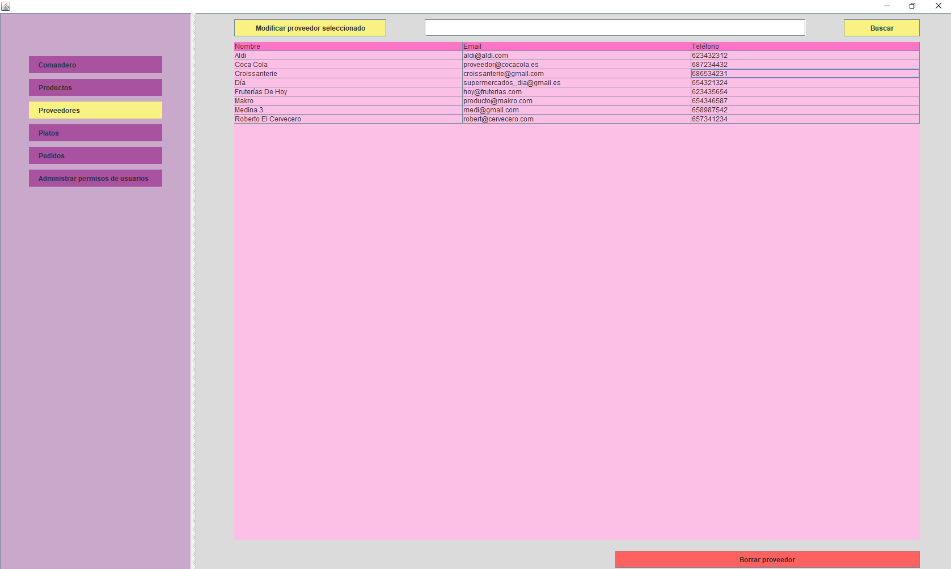 Modificar proveedor seleccionado
Buscar
Comandero
Productos
Proveedores
Platos
Pedidos
Administrar permisos de usuarios
Nombre Email Teléfono
Aldi aldi@aldi.com 623432312
Coca Cola proveedor@cocacola.es 687234432
Croissanterie croissanterie@gmail.com 686534231
Día supermercados_dia@gmail.es 654321324
Fruterías De Hoy hoy@fruterias.com 623435654
Makro producto@makro.com 654346587
Medina 3 medi@gmail.com 658987542
Roberto El Cervecero robert@cervecero.com 657341234
Borrar proveedor